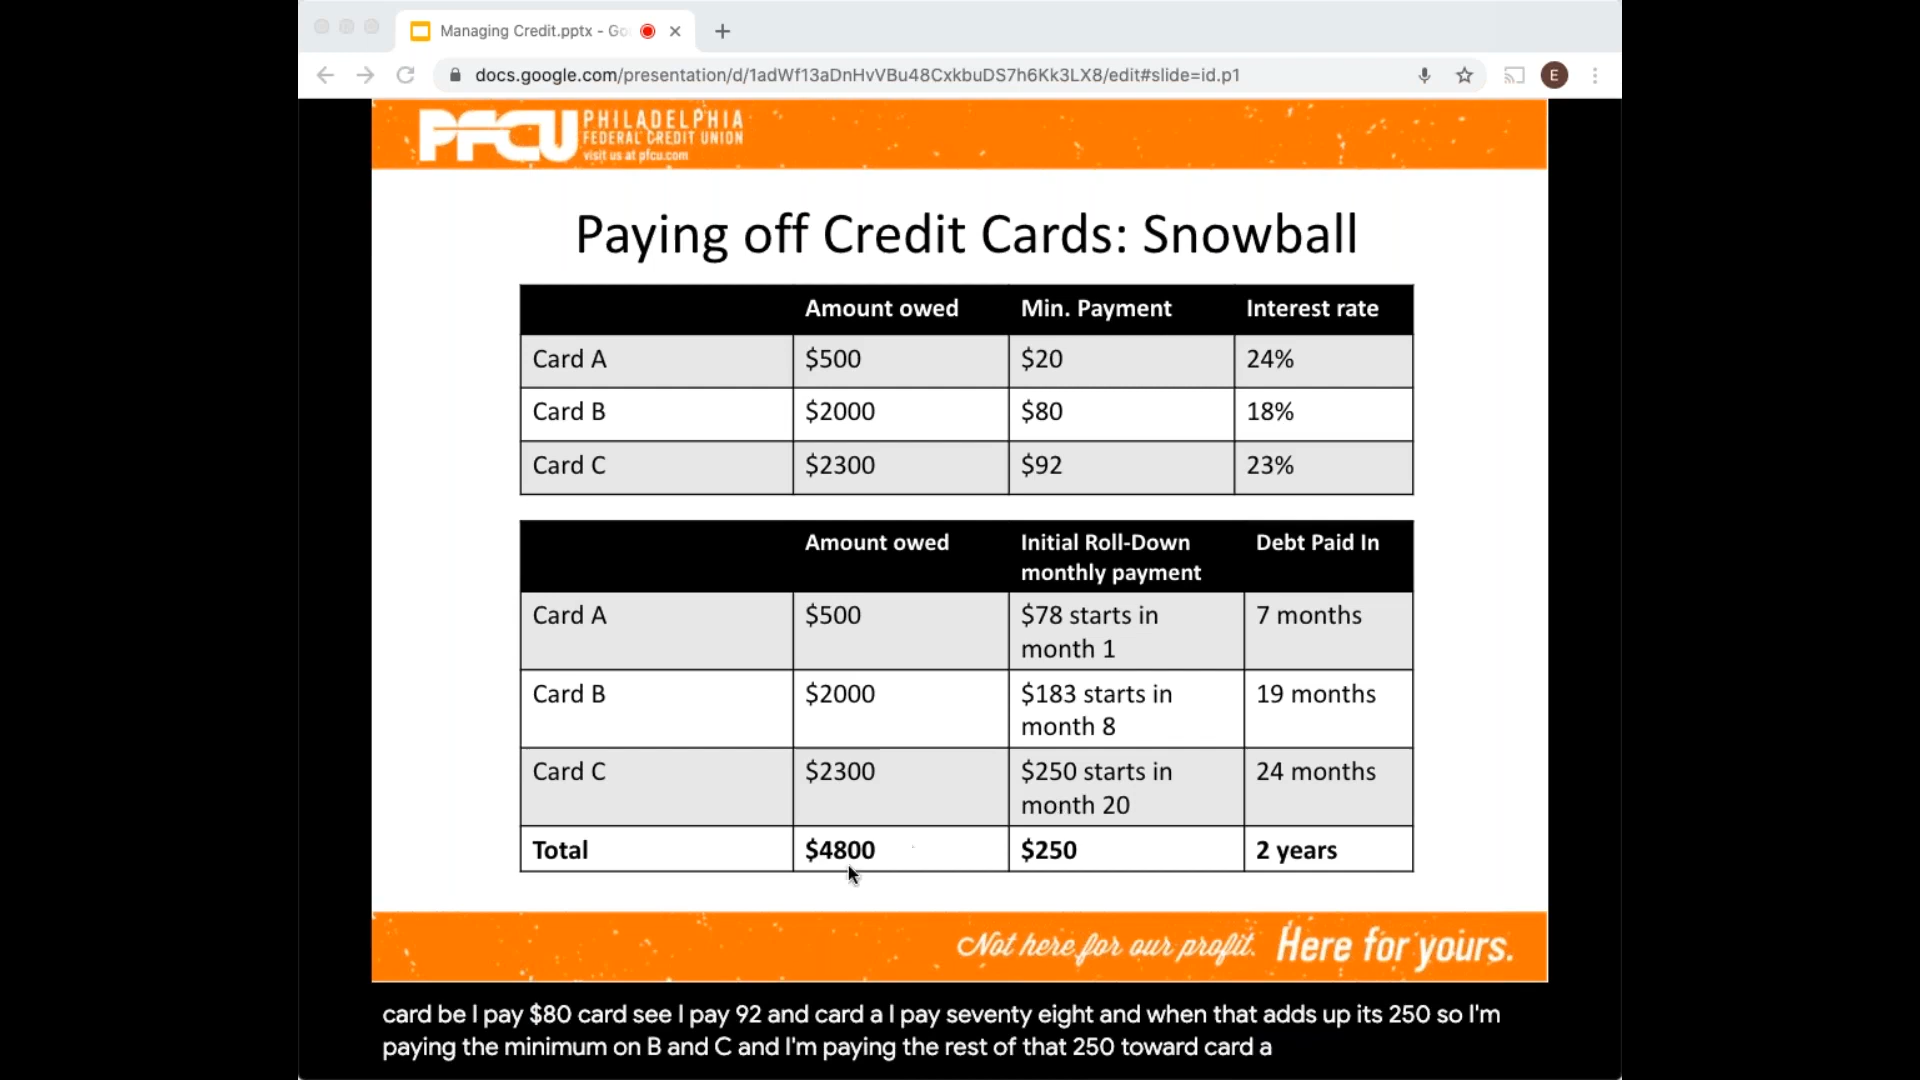 Managing Credit.pptx - Go
docs.google.com/presentation/d/1adWf13aDnHvVBu48CxkbuDS7h6Kk3LX8/edit#slide=id.p1
E
PFCU
PHILADELPHIA
FEDERAL CREDIT UNION
visit us at pfcu.com
Paying off Credit Cards: Snowball
Amount owed Min. Payment Interest rate
Card A $500 $20 24%
Card B $2000 $80 18%
Card C $2300 $92 23%
Amount owed Initial Roll-Down Debt Paid In
monthly payment
Card A $500 $78 starts in 7 months
month 1
Card B $2000 $183 starts in 19 months
month 8
Card C $2300 $250 starts in 24 months
month 20
Total $4800 $250 2 years
Not here for our profit. Here for yours.
card be I pay $80 card see I pay 92 and card a I pay seventy eight and when that adds up its 250 so I'm
paying the minimum on B and C and I'm paying the rest of that 250 toward card a